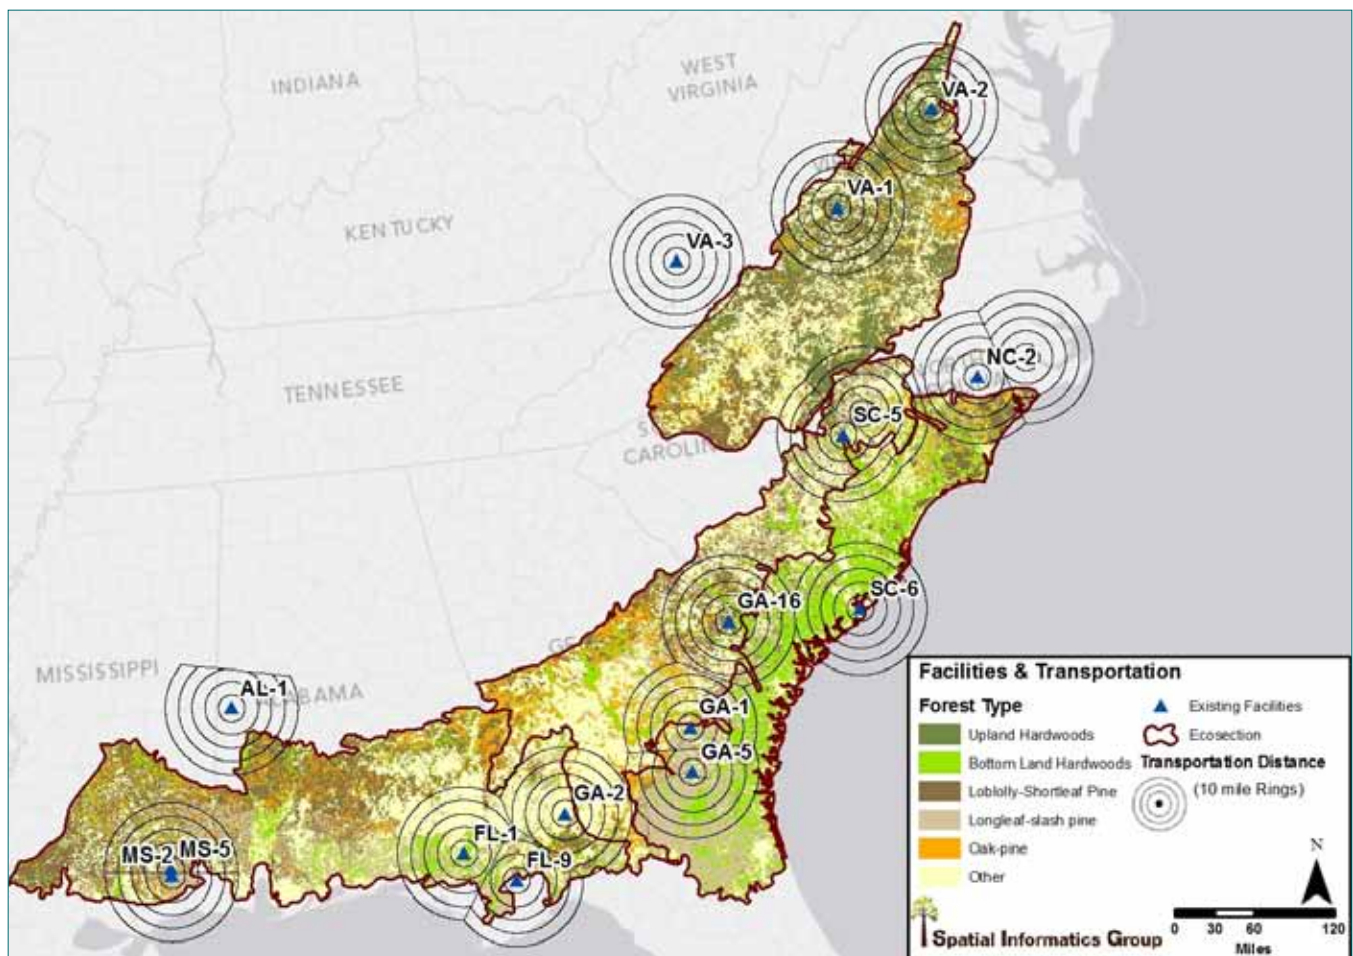 INDIANA
WEST
VIRGINIA
VA-2
VA-1
KENTUCKY
VA-3
NC-2
TENNESSEE
SC-5
CAROLIN
SC-6
GA-16
MISSISSIPPI
AL-1
ALABAMA
GA-1
GA-5
GA-2
FL-1
MS-2
MS-5
FL-9
Facilities & Transportation
Forest Type
Existing Facilities
Upland Hardwoods
Ecosection
Bottom Land Hardwoods
Transportation Distance
Loblolly-Shortleaf Pine
(10 mile Rings)
Longleaf-slash pine
Oak-pine
Other
N
Spatial Informatics Group
0 30 60 120
Miles